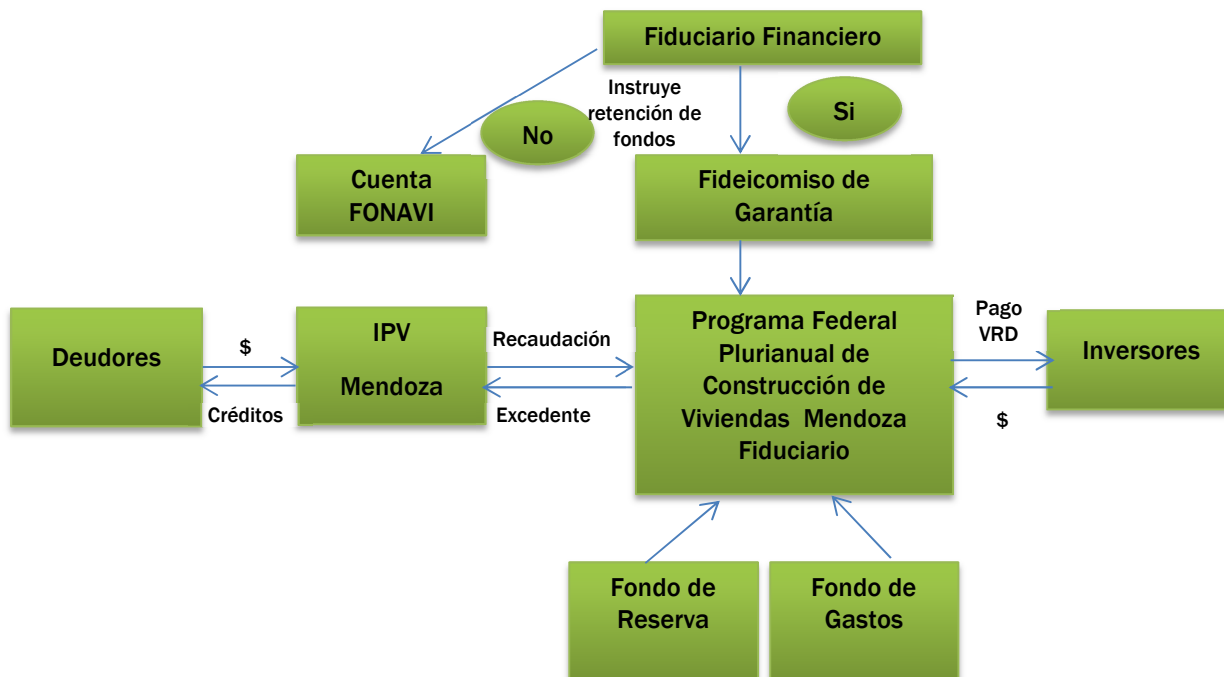 Fiduciario Financiero
Instruye
retención de
fondos
No
Si
Cuenta
FONAVI
Fideicomiso de
Garantía
Deudores
$
Créditos
IPV
Mendoza
Recaudación
Excedente
Programa Federal
Plurianual de
Construcción de
Viviendas Mendoza
Fiduciario
Pago
VRD
$
Inversores
Fondo de
Reserva
Fondo de
Gastos